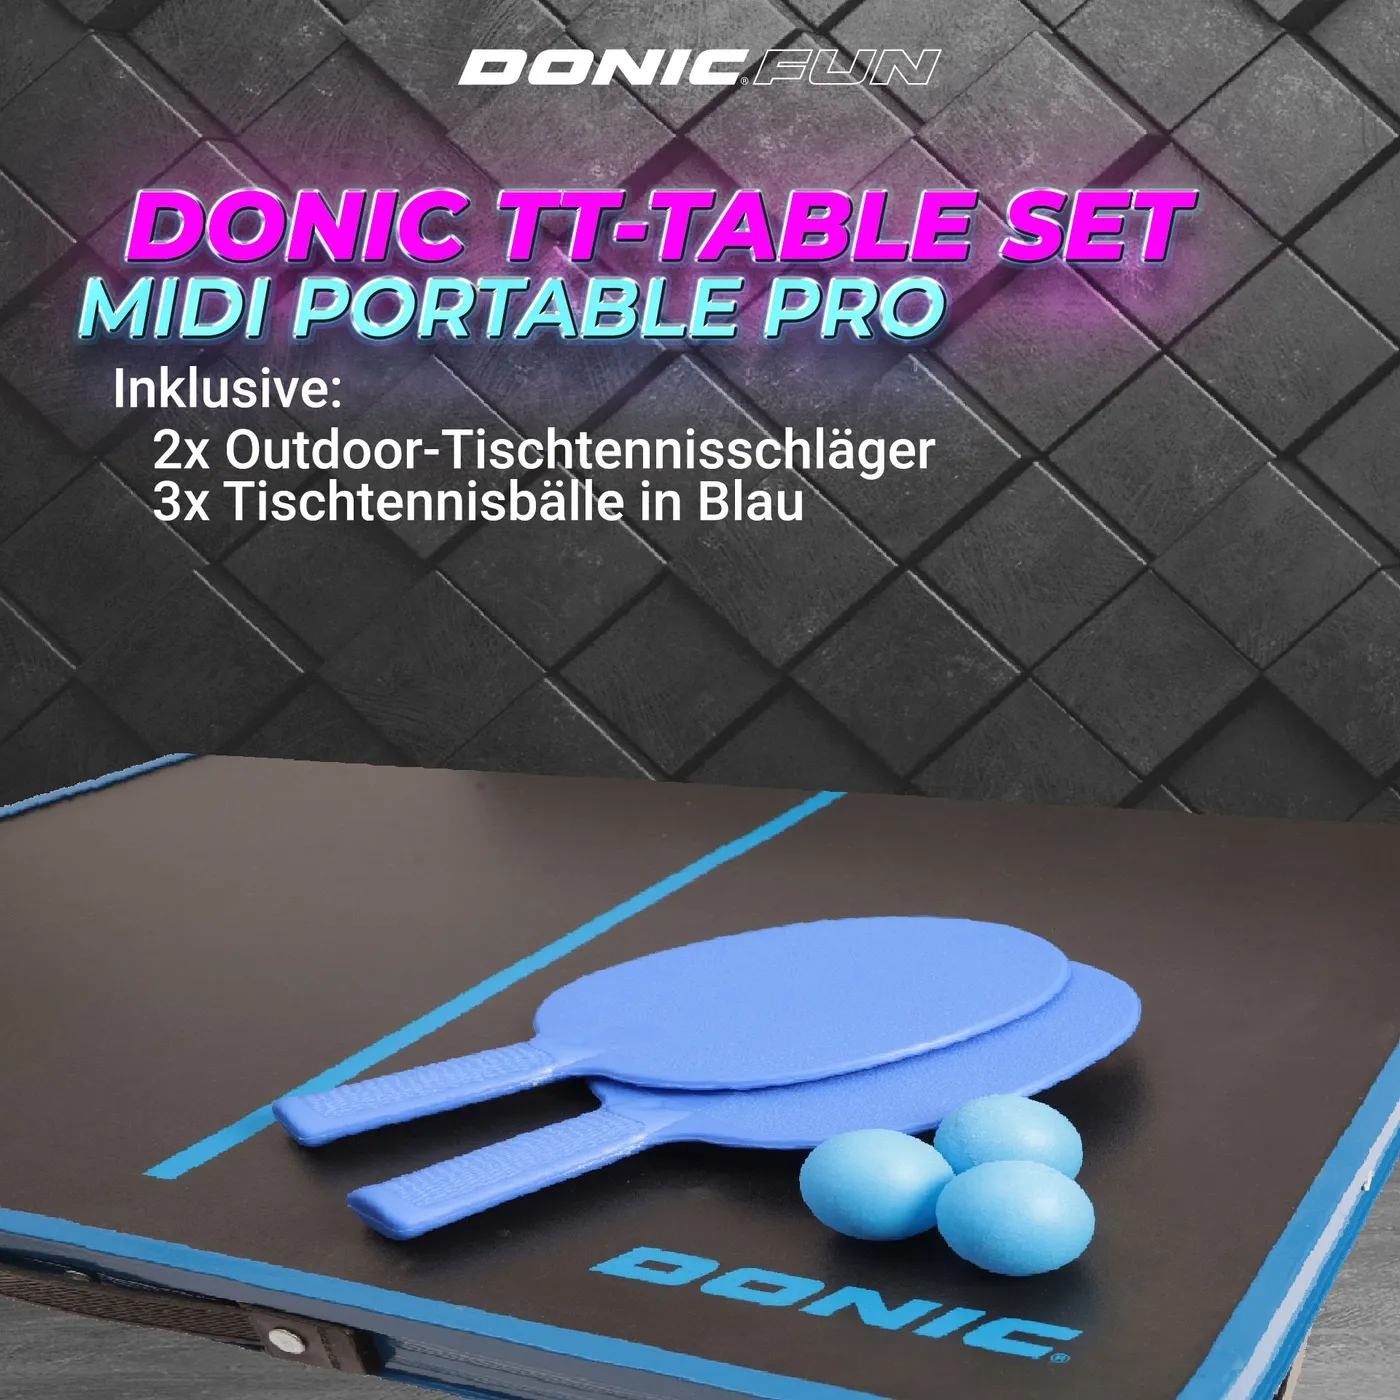 DONIC® FUN
DONIC TT-TABLE SET
MIDI PORTABLE PRO
Inklusive:
2x Outdoor-Tischtennisschläger
3x Tischtennisbälle in Blau
DONIC®